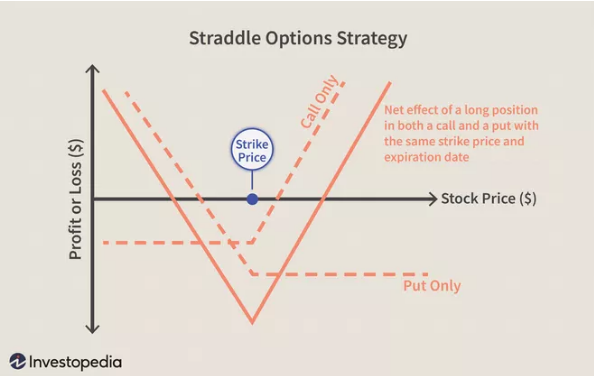 Straddle Options Strategy
Call Only
Net effect of a long position
in both a call and a put with
the same strike price and
expiration date
Strike
Price
Profit or Loss ($)
Stock Price ($)
Put Only
Investopedia